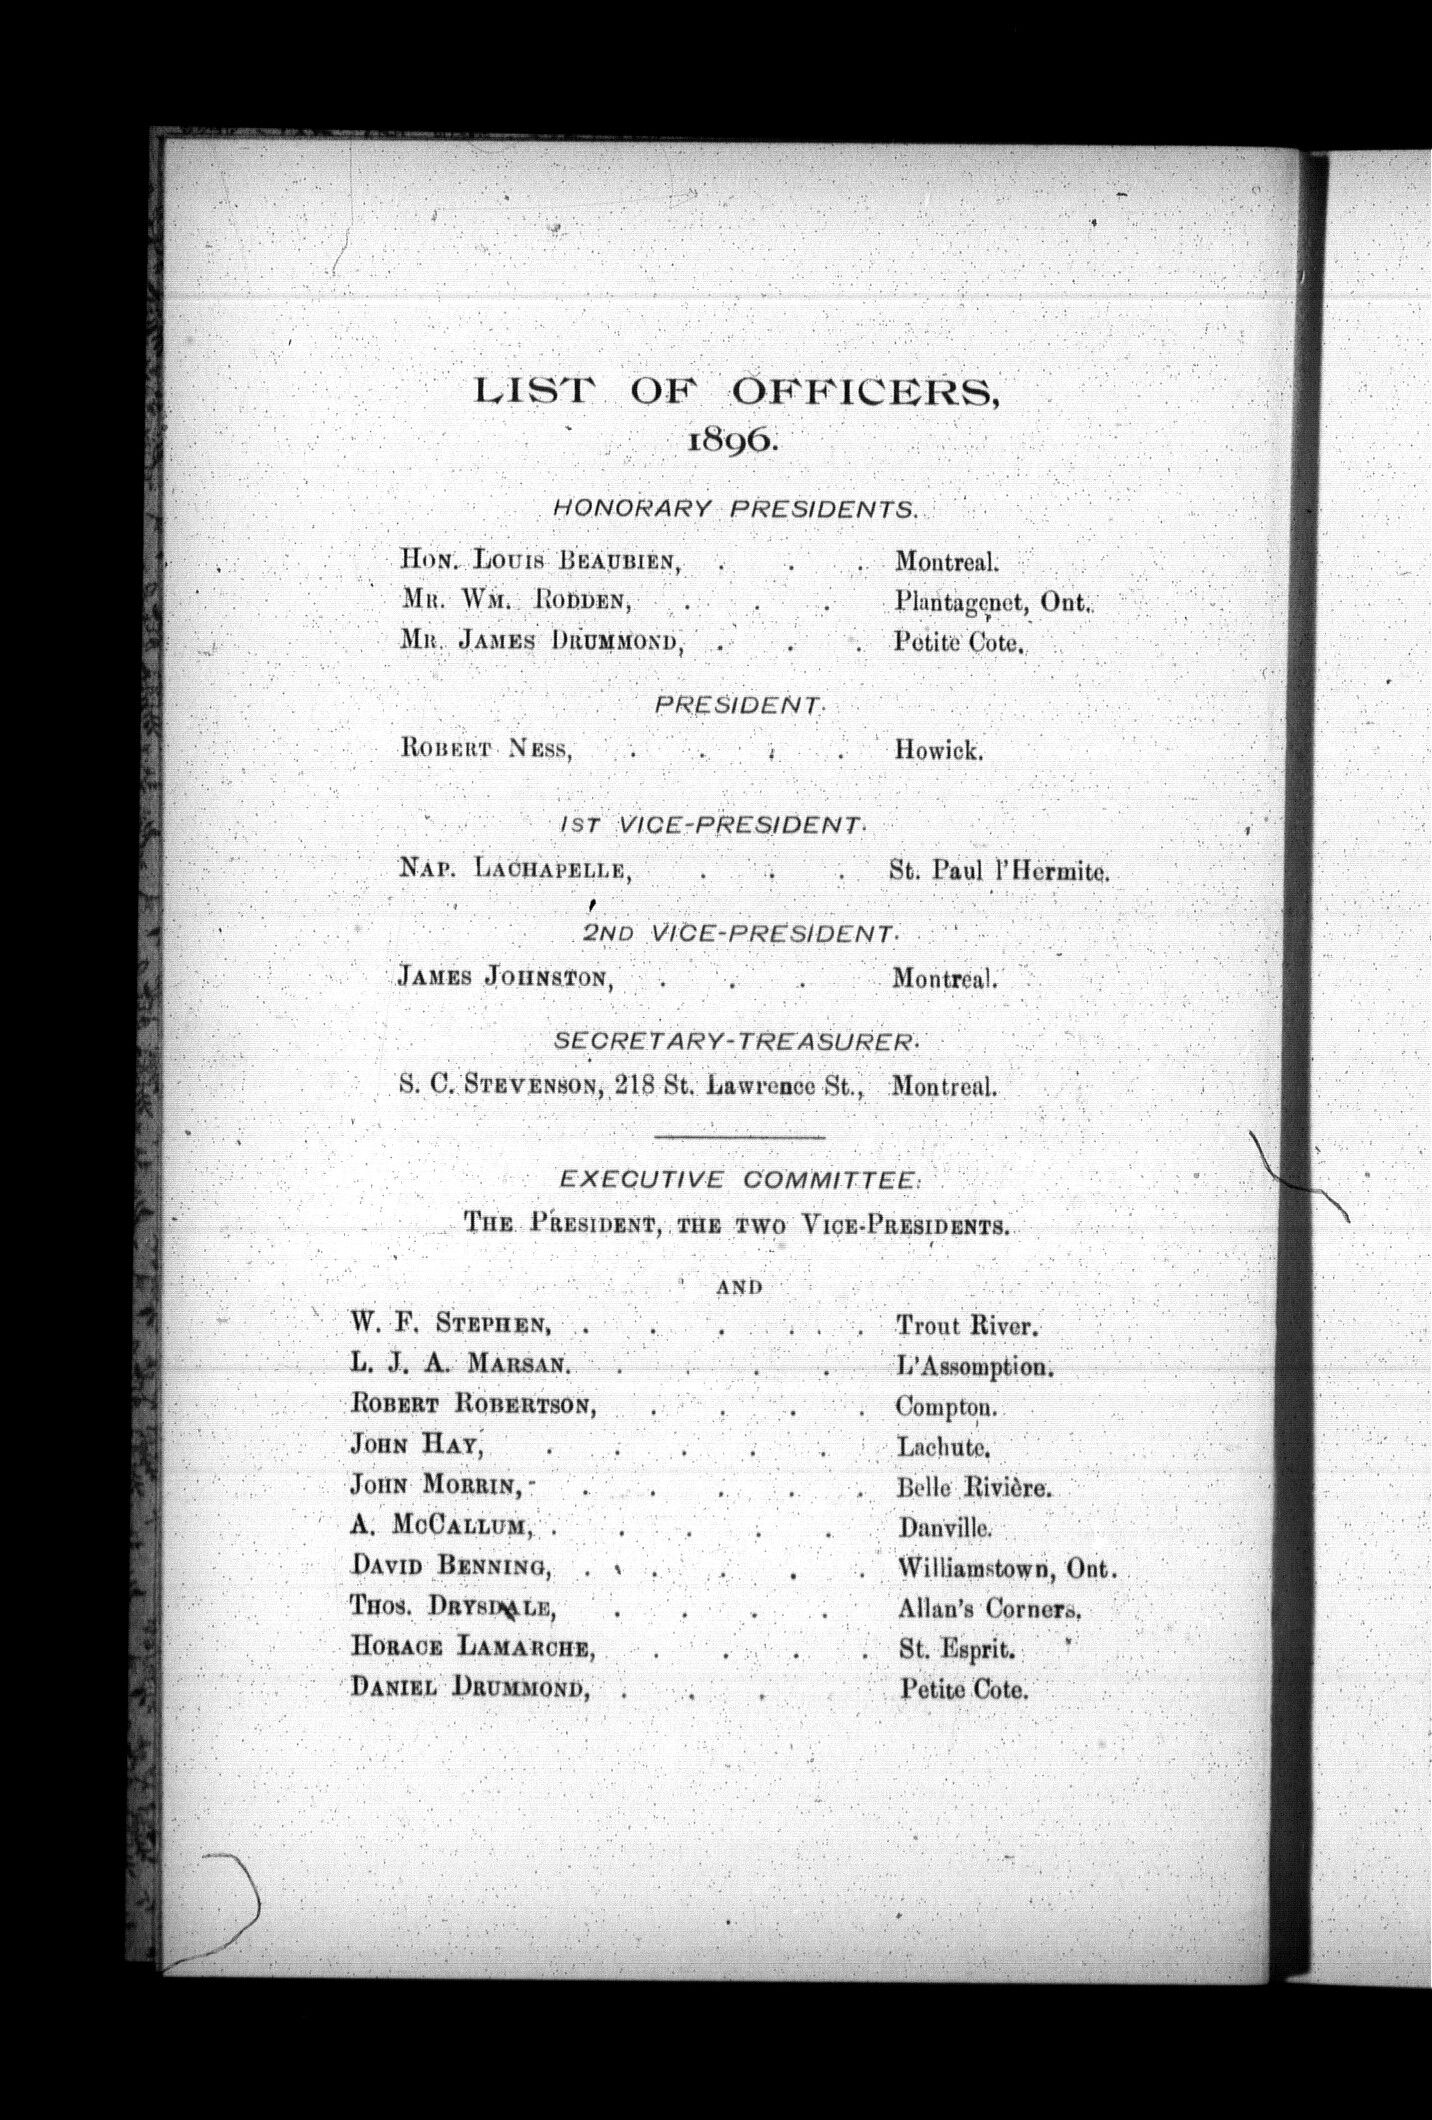 LIST OF OFFICERS,
1896.
HONORARY PRESIDENTS.
HON. LOUIS BEAUBIEN, . . . Montreal.
MR. WM. RODDEN, . . . Plantagenet, Ont.
MR. JAMES DRUMMOND, . . . Petite Cote.
PRESIDENT.
ROBERT NESS, . . . . Howick.
1ST VICE-PRESIDENT.
NAP. LACHAPELLE, . . . St. Paul l'Hermite.
2ND VICE-PRESIDENT.
JAMES JOHNSTON, . . . Montreal.
SECRETARY-TREASURER.
S. C. STEVENSON, 218 St. Lawrence St., Montreal.
EXECUTIVE COMMITTEE:
THE PRESIDENT, THE TWO VICE-PRESIDENTS.
AND
W. F. STEPHEN, . . . . . Trout River.
L. J. A. MARSAN. . . . . L'Assomption.
ROBERT ROBERTSON, . . . . Compton.
JOHN HAY, . . . . . Lachute.
JOHN MORRIN, . . . . . Belle Rivière.
A. MCCALLUM, . . . . . Danville.
DAVID BENNING, . . . . . Williamstown, Ont.
THOS. DRYSDALE, . . . . Allan's Corners.
HORACE LAMARCHE, . . . . St. Esprit.
DANIEL DRUMMOND, . . . Petite Cote.